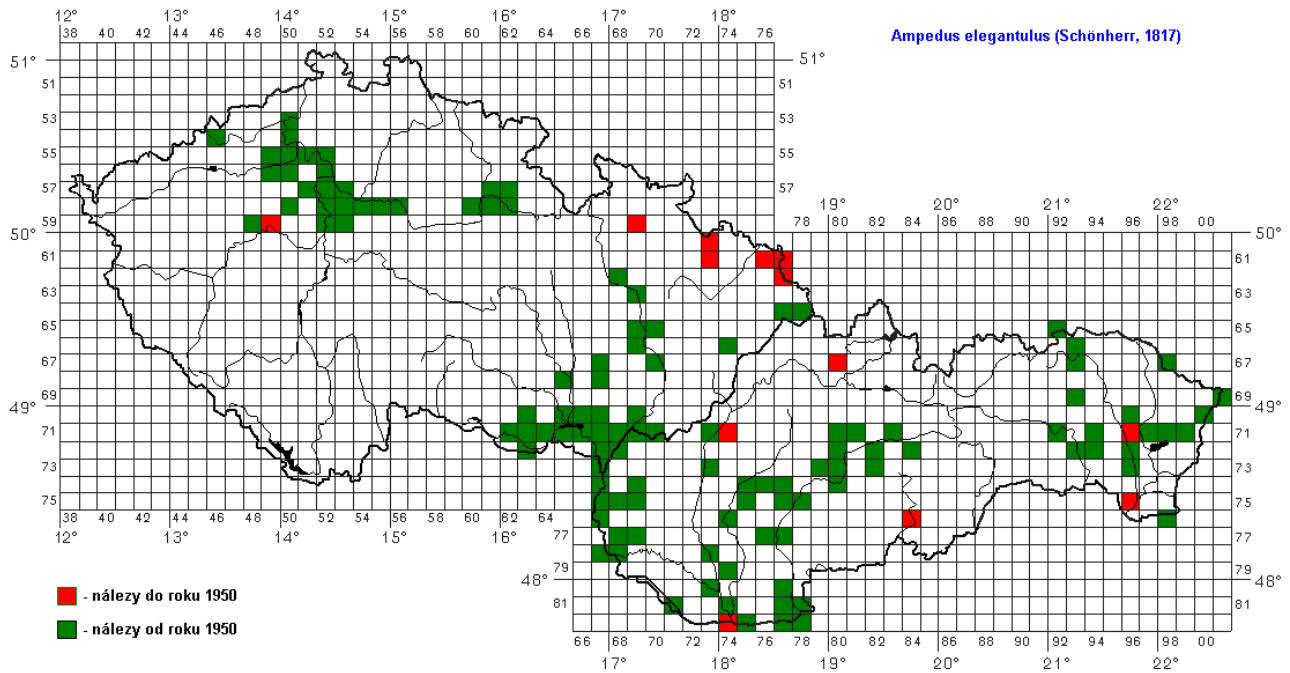 12° 13° 14° 15° 16° 17° 18°
38 40 42 44 46 48 50 52 54 56 58 60 62 64 66 68 70 72 74 76
Ampedus elegantulus (Schönherr, 1817)
51° 51°
51 51
53 53
55 55
57 57
19° 20° 21° 22°
78 80 82 84 86 88 90 92 94 96 98 00
59
50° 50°
61 61
63 63
65 65
67 67
69 69
49° 49°
71 71
73 73
75 75
38 40 42 44 46 48 50 52 54 56 58 60 62 64
12° 13° 14° 15° 16°
77 77
79 79
48° 48°
- nálezy do roku 1950
81 81
- nálezy od roku 1950
66 68 70 72 74 76 78 80 82 84 86 88 90 92 94 96 98 00
17° 18° 19° 20° 21° 22°